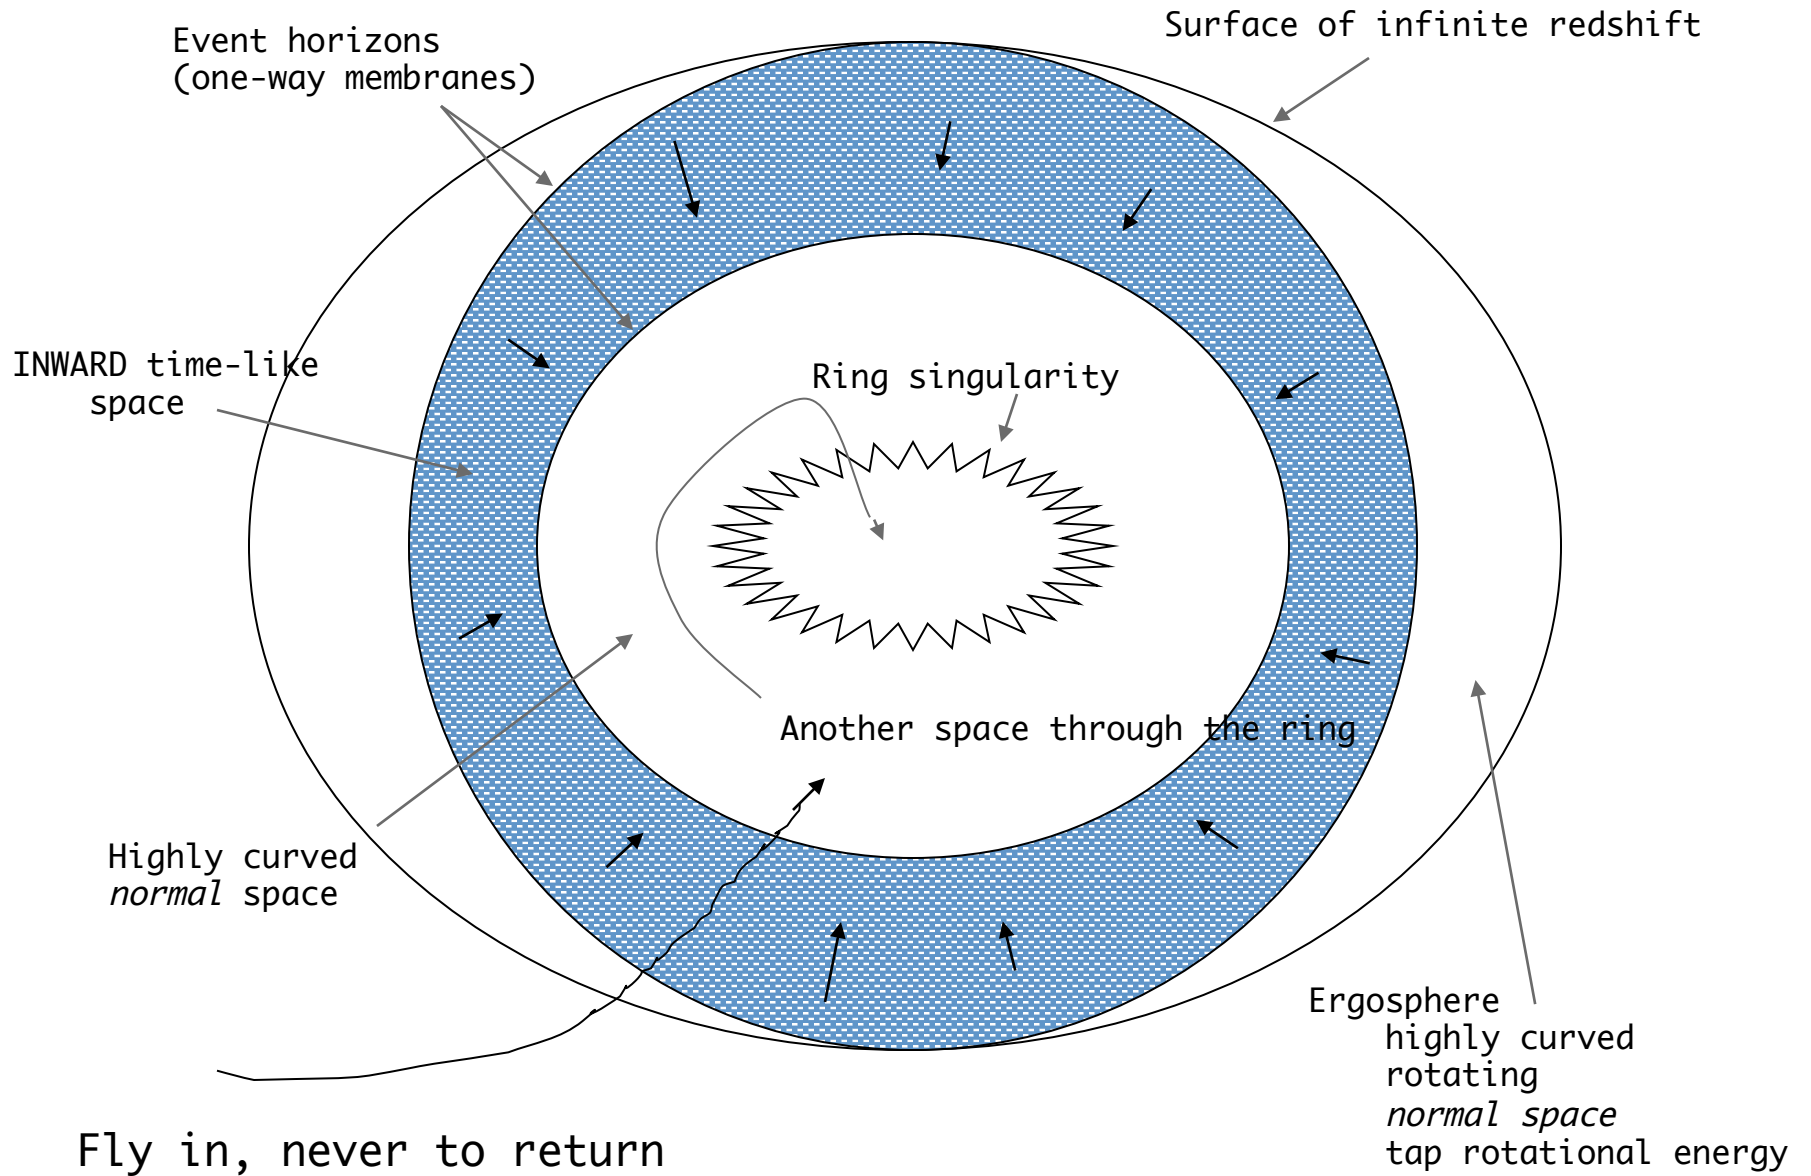 Surface of infinite redshift
Event horizons
(one-way membranes)
INWARD time-like
space
Ring singularity
Another space through the ring
Highly curved
normal space
Ergosphere
highly curved
rotating
normal space
tap rotational energy
Fly in, never to return